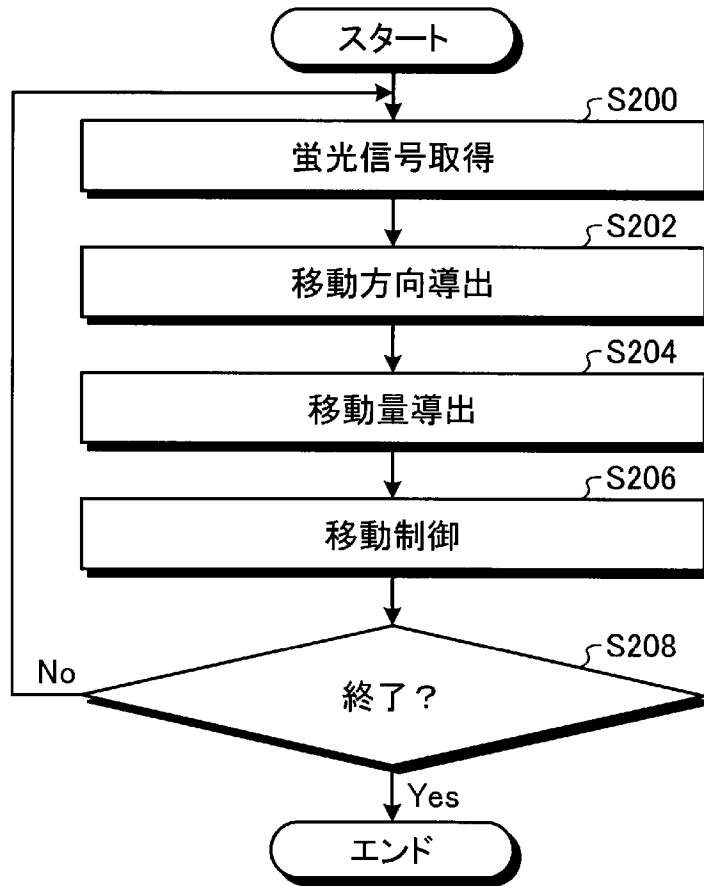 スタート
S200
蛍光信号取得
S202
移動方向導出
S204
移動量導出
S206
移動制御
S208
No
終了？
Yes
エンド